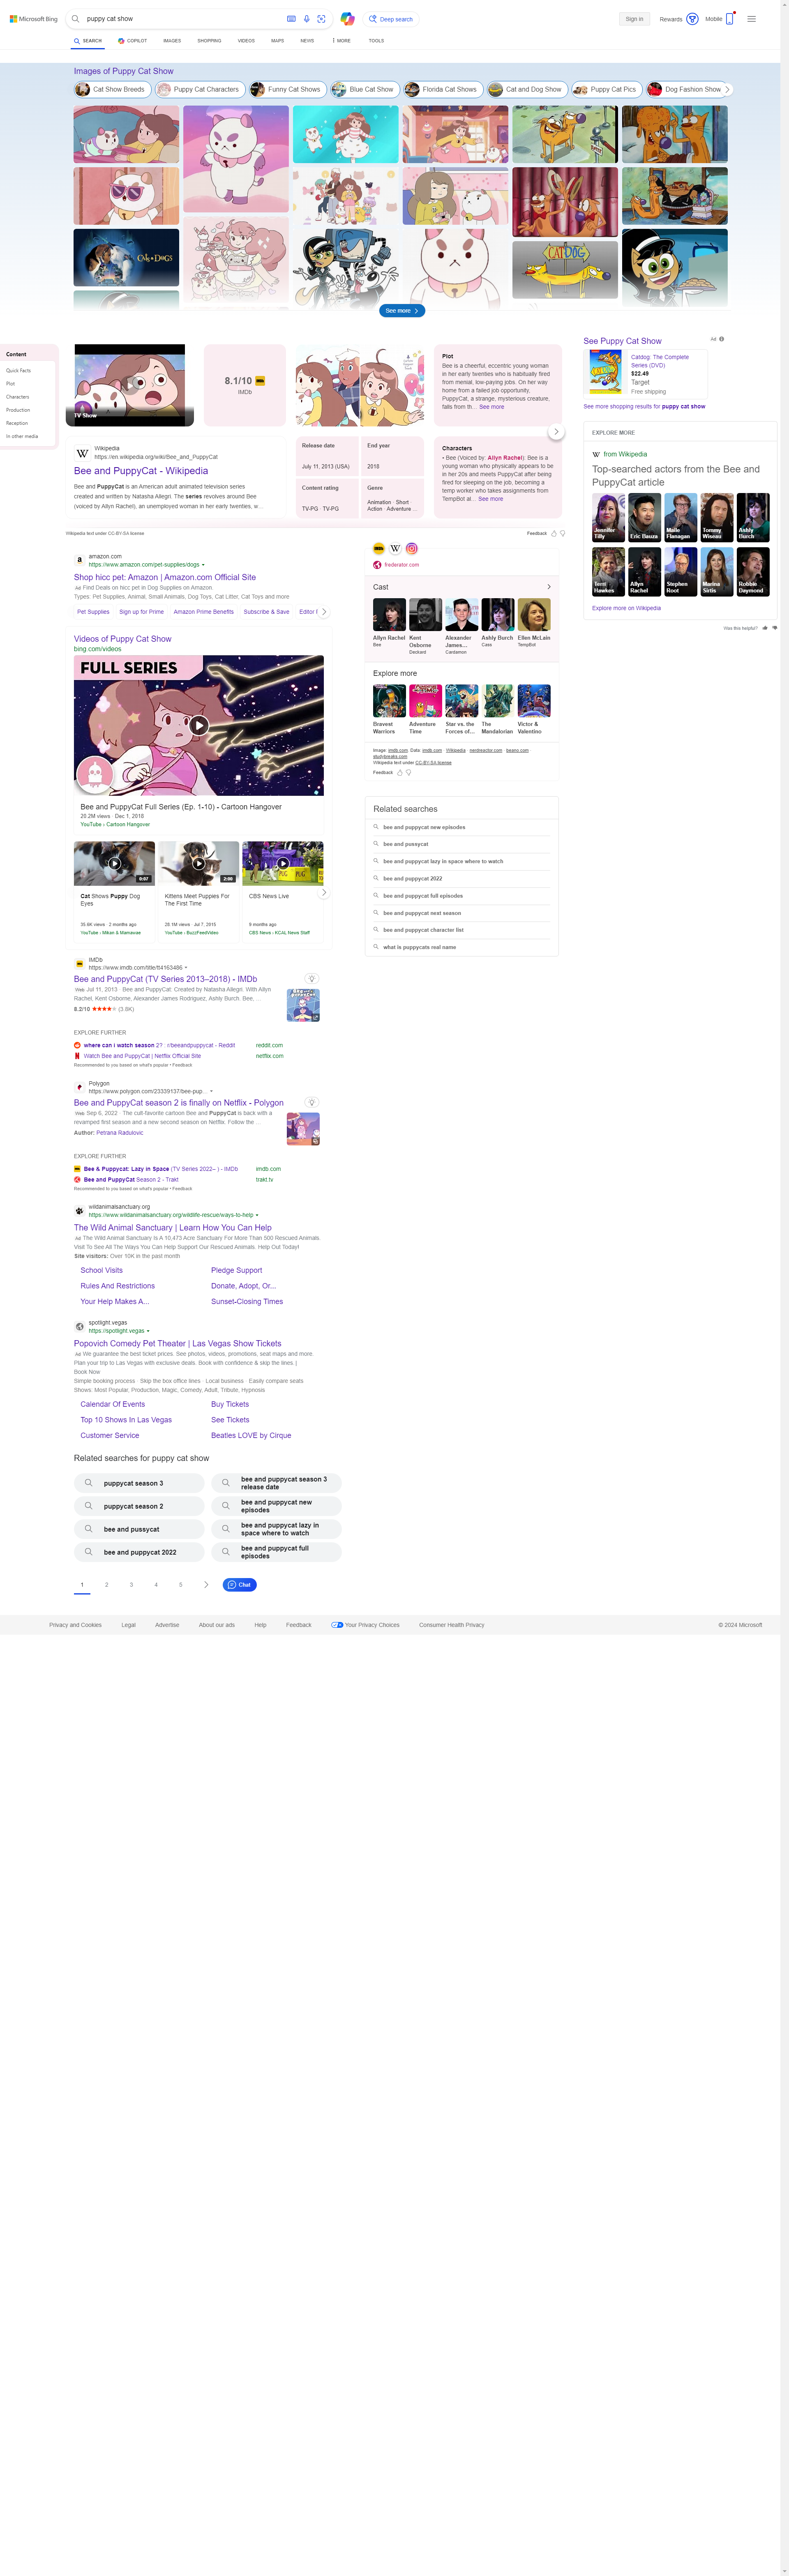 Microsoft Bing
puppy cat show
Deep search
Sign in
Rewards
Mobile
SEARCH
COPILOT
IMAGES
SHOPPING
VIDEOS
MAPS
NEWS
MORE
TOOLS
Images of Puppy Cat Show
Cat Show Breeds
Puppy Cat Characters
Funny Cat Shows
Blue Cat Show
Florida Cat Shows
Cat and Dog Show
Puppy Cat Pics
Dog Fashion Show
CATS & DOGS
CATDOG
See more
Content
Quick Facts
Plot
Characters
Production
Reception
In other media
TV Show
8.1/10
IMDb
Plot
Bee is a cheerful, eccentric young woman
in her early twenties who is habitually fired
from menial, low-paying jobs. On her way
home from a failed job opportunity,
PuppyCat, a strange, mysterious creature,
falls from th… See more
Wikipedia
https://en.wikipedia.org/wiki/Bee_and_PuppyCat
Bee and PuppyCat - Wikipedia
Bee and PuppyCat is an American adult animated television series
created and written by Natasha Allegri. The series revolves around Bee
(voiced by Allyn Rachel), an unemployed woman in her early twenties, w…
Release date
July 11, 2013 (USA)
End year
2018
Content rating
TV-PG · TV-PG
Genre
Animation · Short ·
Action · Adventure ...
Characters
• Bee (Voiced by: Allyn Rachel): Bee is a
young woman who physically appears to be
in her 20s and meets PuppyCat after being
fired for sleeping on the job, becoming a
temp worker who takes assignments from
TempBot al… See more
Wikipedia text under CC-BY-SA license
Feedback
See Puppy Cat Show
Ad
Catdog: The Complete
Series (DVD)
$22.49
Target
Free shipping
See more shopping results for puppy cat show
EXPLORE MORE
from Wikipedia
Top-searched actors from the Bee and
PuppyCat article
Jennifer Tilly
Eric Bauza
Maile Flanagan
Tommy Wiseau
Ashly Burch
Terri Hawkes
Allyn Rachel
Stephen Root
Marina Sirtis
Robbie Daymond
Explore more on Wikipedia
Was this helpful?
amazon.com
https://www.amazon.com/pet-supplies/dogs
Shop hicc pet: Amazon | Amazon.com Official Site
Ad Find Deals on hicc pet in Dog Supplies on Amazon.
Types: Pet Supplies, Animal, Small Animals, Dog Toys, Cat Litter, Cat Toys and more
Pet Supplies
Sign up for Prime
Amazon Prime Benefits
Subscribe & Save
Videos of Puppy Cat Show
bing.com/videos
FULL SERIES
Bee and PuppyCat Full Series (Ep. 1-10) - Cartoon Hangover
20.2M views · Dec 1, 2018
YouTube › Cartoon Hangover
0:07
Cat Shows Puppy Dog
Eyes
35.6K views · 2 months ago
YouTube › Mikan & Mamavae
2:50
Kittens Meet Puppies For
The First Time
28.1M views · Jul 7, 2015
YouTube › BuzzFeedVideo
PUG
CBS News Live
9 months ago
CBS News › KCAL News Staff
frederator.com
Cast
Allyn Rachel
Bee
Kent Osborne
Deckard
Alexander James…
Cardamon
Ashly Burch
Cass
Ellen McLain
TempBot
Explore more
Bravest Warriors
Adventure Time
Star vs. the Forces of…
The Mandalorian
Victor & Valentino
Image: imdb.com Data: imdb.com · Wikipedia · nenbeactor.com · beano.com ·
studybreaks.com
Wikipedia text under CC-BY-SA license
Feedback
Related searches
bee and puppycat new episodes
bee and pussycat
bee and puppycat lazy in space where to watch
bee and puppycat 2022
bee and puppycat full episodes
bee and puppycat next season
bee and puppycat character list
what is puppycats real name
IMDb
https://www.imdb.com/title/tt4163486
Bee and PuppyCat (TV Series 2013–2018) - IMDb
Web Jul 11, 2013 · Bee and PuppyCat: Created by Natasha Allegri. With Allyn
Rachel, Kent Osborne, Alexander James Rodriguez, Ashly Burch. Bee, …
8.2/10 (3.8K)
EXPLORE FURTHER
where can i watch season 2? : r/beeandpuppycat - Reddit
reddit.com
Watch Bee and PuppyCat | Netflix Official Site
netflix.com
Recommended to you based on what's popular • Feedback
Polygon
https://www.polygon.com/23339137/bee-pup...
Bee and PuppyCat season 2 is finally on Netflix - Polygon
Web Sep 6, 2022 · The cult-favorite cartoon Bee and PuppyCat is back with a
revamped first season and a new second season on Netflix. Follow the …
Author: Petrana Radulovic
EXPLORE FURTHER
Bee & Puppycat: Lazy in Space (TV Series 2022– ) - IMDb
imdb.com
Bee and PuppyCat Season 2 - Trakt
trakt.tv
Recommended to you based on what's popular • Feedback
wildanimalsanctuary.org
https://www.wildanimalsanctuary.org/wildlife-rescue/ways-to-help
The Wild Animal Sanctuary | Learn How You Can Help
Ad The Wild Animal Sanctuary Is A 10,473 Acre Sanctuary For More Than 500 Rescued Animals.
Visit To See All The Ways You Can Help Support Our Rescued Animals. Help Out Today!
Site visitors: Over 10K in the past month
School Visits
Pledge Support
Rules And Restrictions
Donate, Adopt, Or...
Your Help Makes A...
Sunset-Closing Times
spotlight.vegas
https://spotlight.vegas
Popovich Comedy Pet Theater | Las Vegas Show Tickets
Ad We guarantee the best ticket prices. See photos, videos, promotions, seat maps and more.
Plan your trip to Las Vegas with exclusive deals. Book with confidence & skip the lines. |
Book Now
Simple booking process · Skip the box office lines · Local business · Easily compare seats
Shows: Most Popular, Production, Magic, Comedy, Adult, Tribute, Hypnosis
Calendar Of Events
Buy Tickets
Top 10 Shows In Las Vegas
See Tickets
Customer Service
Beatles LOVE by Cirque
Related searches for puppy cat show
puppycat season 3
bee and puppycat season 3
release date
puppycat season 2
bee and puppycat new
episodes
bee and pussycat
bee and puppycat lazy in
space where to watch
bee and puppycat 2022
bee and puppycat full
episodes
1
2
3
4
5
Chat
Privacy and Cookies
Legal
Advertise
About our ads
Help
Feedback
Your Privacy Choices
Consumer Health Privacy
© 2024 Microsoft